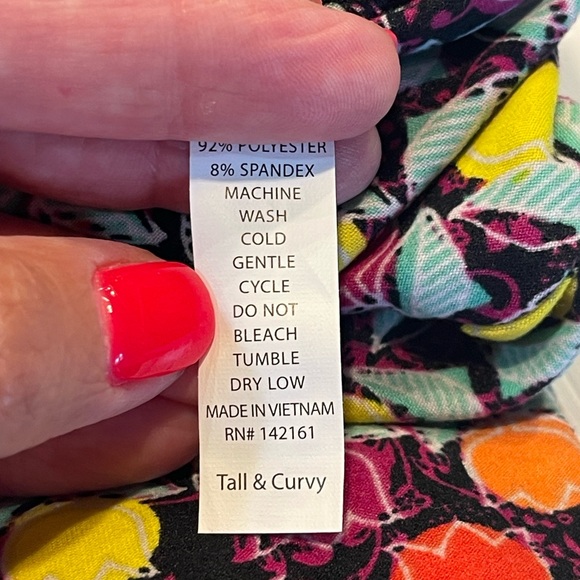 92% POLYESTER
8% SPANDEX
MACHINE
WASH
COLD
GENTLE
CYCLE
DO NOT
BLEACH
TUMBLE
DRY LOW
MADE IN VIETNAM
RN# 142161
Tall & Curvy